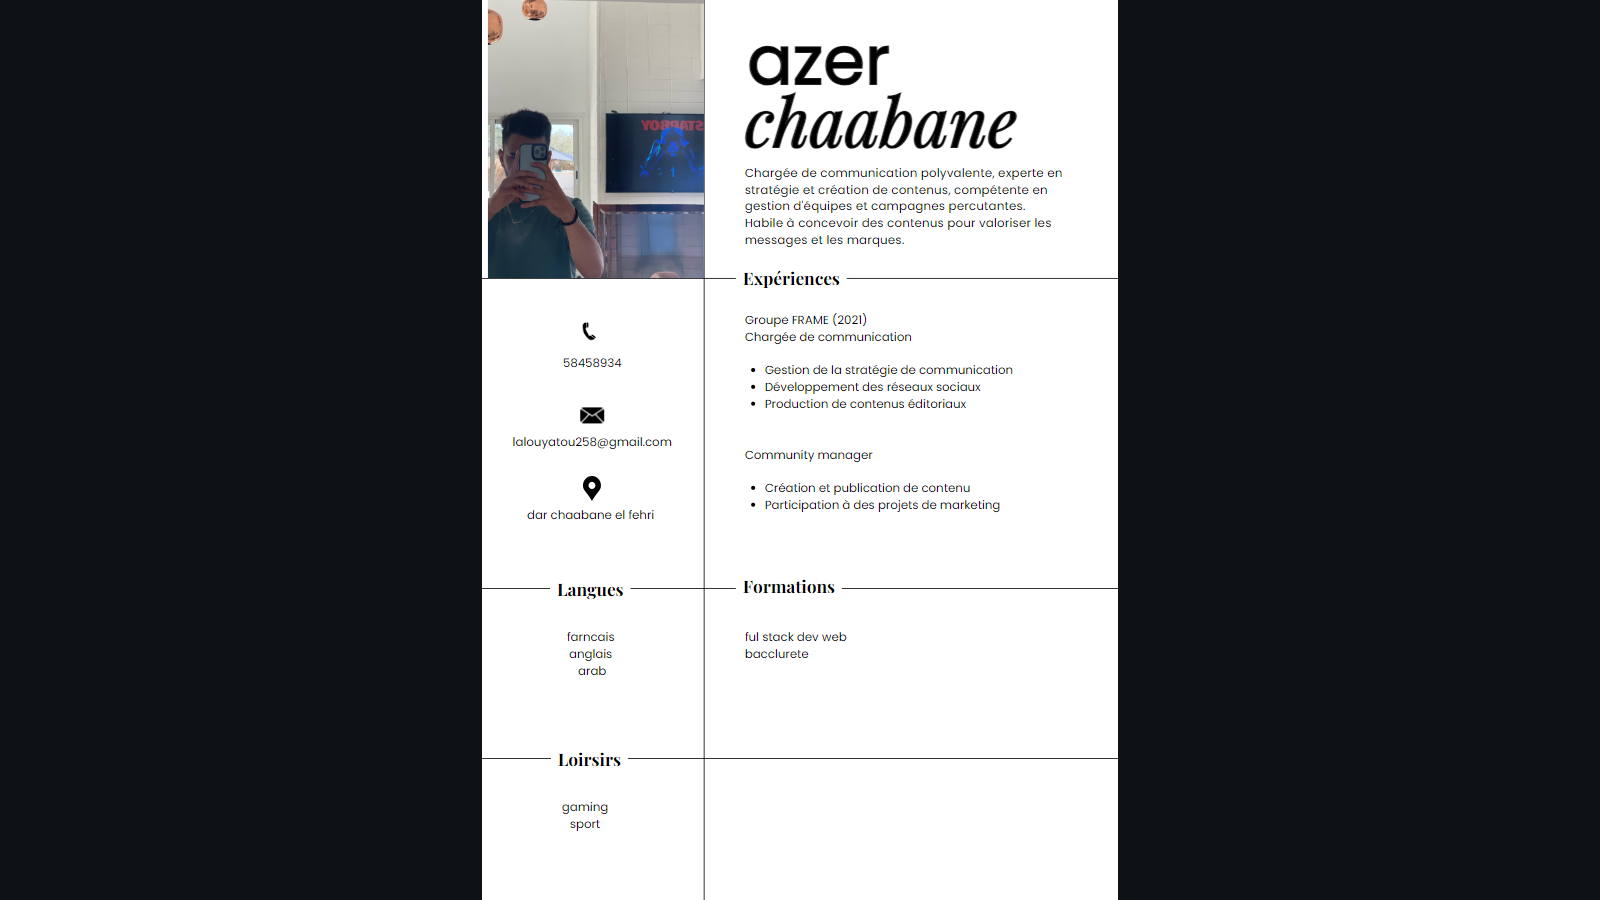 azer
chaabane
Chargée de communication polyvalente, experte en
stratégie et création de contenus, compétente en
gestion d'équipes et campagnes percutantes.
Habile à concevoir des contenus pour valoriser les
messages et les marques.
Expériences
Groupe FRAME (2021)
Chargée de communication
Gestion de la stratégie de communication
Développement des réseaux sociaux
Production de contenus éditoriaux
Community manager
Création et publication de contenu
Participation à des projets de marketing
Formations
ful stack dev web
bacclurete
STARBOY
58458934
lalouyatou258@gmail.com
dar chaabane el fehri
Langues
farncais
anglais
arab
Loirsirs
gaming
sport